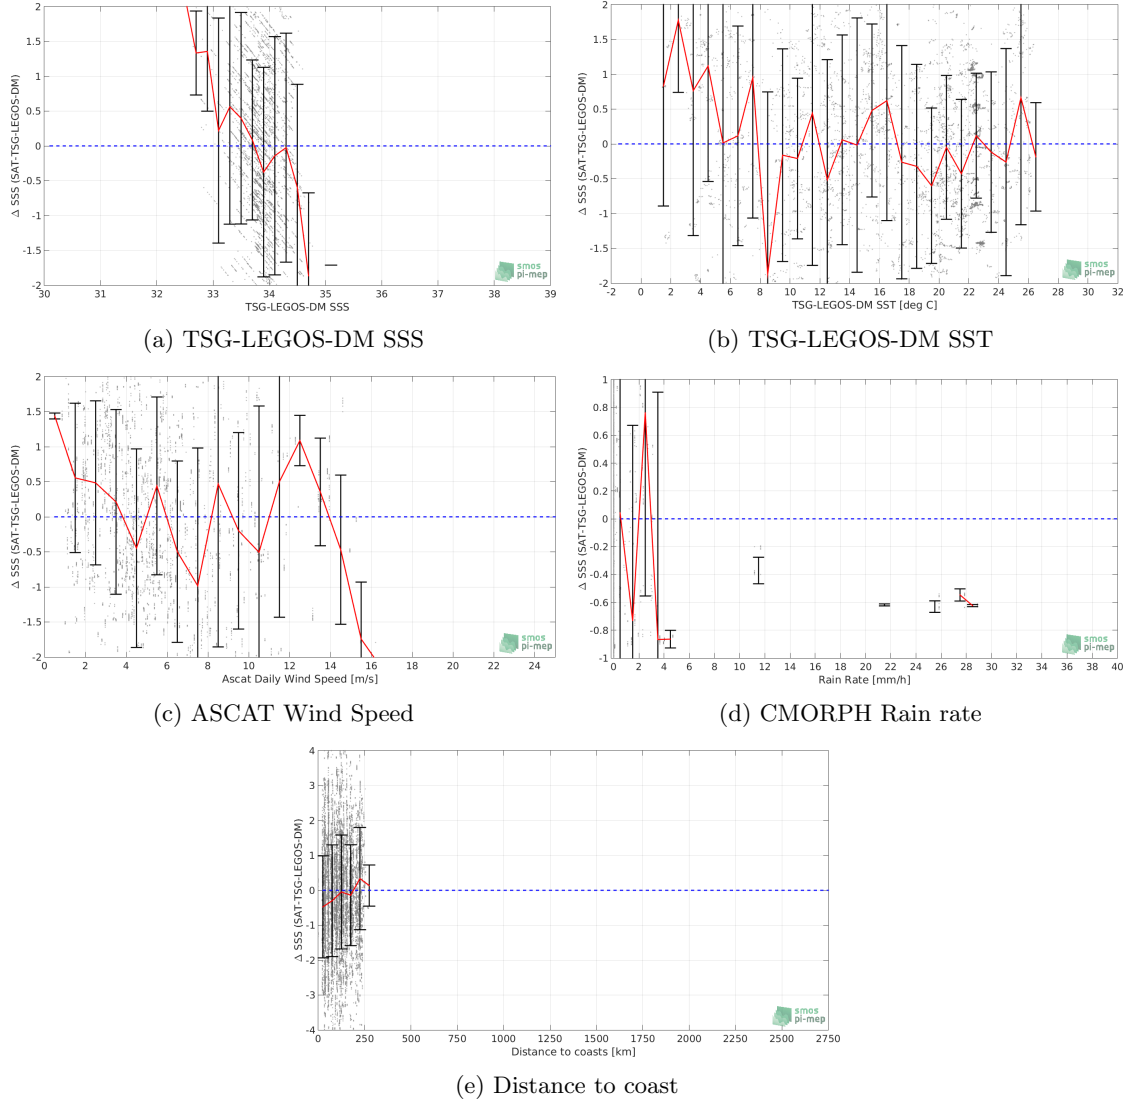 2
1.5
1
0.5
0
-0.5
-1
-1.5
-2
Δ SSS (SAT-TSG-LEGOS-DM)
30 31 32 33 34 35 36 37 38 39
TSG-LEGOS-DM SSS
smos
pi-mep
(a) TSG-LEGOS-DM SSS
2
1.5
1
0.5
0
-0.5
-1
-1.5
-2
Δ SSS (SAT-TSG-LEGOS-DM)
-2 0 2 4 6 8 10 12 14 16 18 20 22 24 26 28 30 32
TSG-LEGOS-DM SST [deg C]
smos
pi-mep
(b) TSG-LEGOS-DM SST
2
1.5
1
0.5
0
-0.5
-1
-1.5
-2
Δ SSS (SAT-TSG-LEGOS-DM)
0 2 4 6 8 10 12 14 16 18 20 22 24
Ascat Daily Wind Speed [m/s]
smos
pi-mep
(c) ASCAT Wind Speed
1
0.8
0.6
0.4
0.2
0
-0.2
-0.4
-0.6
-0.8
-1
Δ SSS (SAT-TSG-LEGOS-DM)
0 2 4 6 8 10 12 14 16 18 20 22 24 26 28 30 32 34 36 38 40
Rain Rate [mm/h]
smos
pi-mep
(d) CMORPH Rain rate
4
3
2
1
0
-1
-2
-3
-4
Δ SSS (SAT-TSG-LEGOS-DM)
0 250 500 750 1000 1250 1500 1750 2000 2250 2500 2750
Distance to coasts [km]
smos
pi-mep
(e) Distance to coast